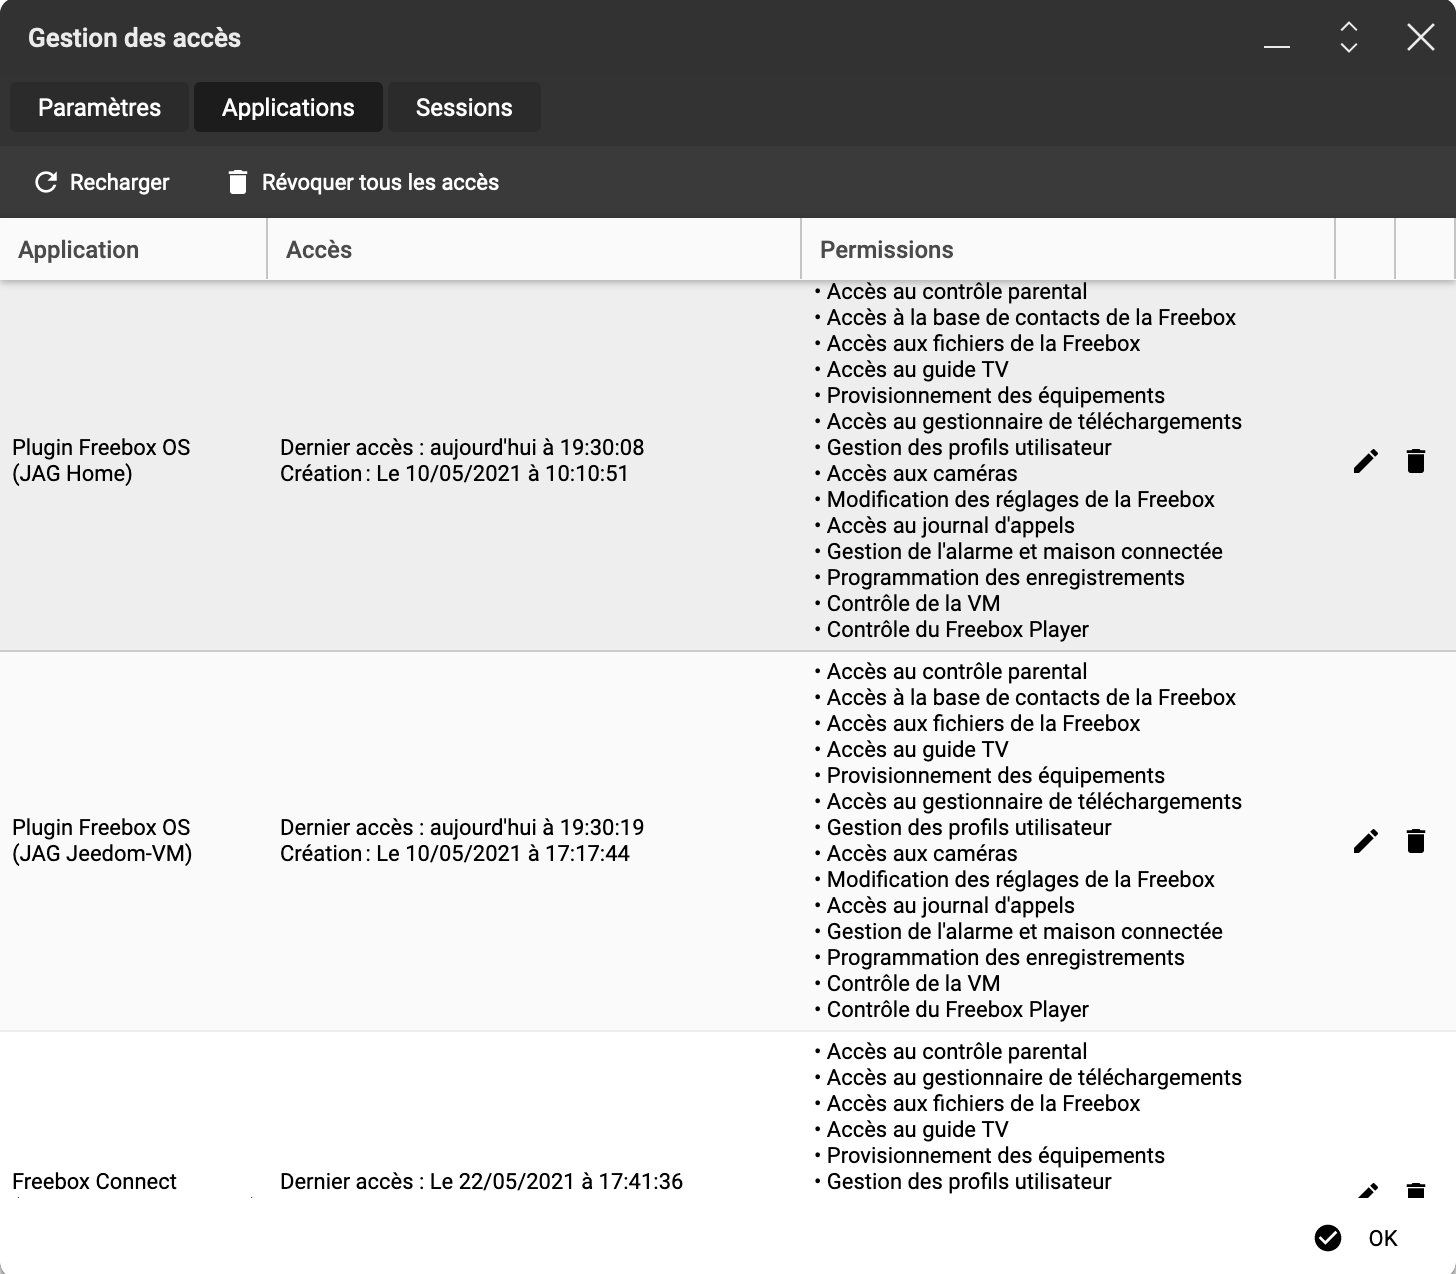 Gestion des accès
Paramètres
Applications
Sessions
Recharger
Révoquer tous les accès
Application
Accès
Permissions
Plugin Freebox OS
(JAG Home)
Dernier accès : aujourd'hui à 19:30:08
Création : Le 10/05/2021 à 10:10:51
• Accès au contrôle parental
• Accès à la base de contacts de la Freebox
• Accès aux fichiers de la Freebox
• Accès au guide TV
• Provisionnement des équipements
• Accès au gestionnaire de téléchargements
• Gestion des profils utilisateur
• Accès aux caméras
• Modification des réglages de la Freebox
• Accès au journal d'appels
• Gestion de l'alarme et maison connectée
• Programmation des enregistrements
• Contrôle de la VM
• Contrôle du Freebox Player
Plugin Freebox OS
(JAG Jeedom-VM)
Dernier accès : aujourd'hui à 19:30:19
Création : Le 10/05/2021 à 17:17:44
• Accès au contrôle parental
• Accès à la base de contacts de la Freebox
• Accès aux fichiers de la Freebox
• Accès au guide TV
• Provisionnement des équipements
• Accès au gestionnaire de téléchargements
• Gestion des profils utilisateur
• Accès aux caméras
• Modification des réglages de la Freebox
• Accès au journal d'appels
• Gestion de l'alarme et maison connectée
• Programmation des enregistrements
• Contrôle de la VM
• Contrôle du Freebox Player
Freebox Connect
Dernier accès : Le 22/05/2021 à 17:41:36
• Accès au contrôle parental
• Accès au gestionnaire de téléchargements
• Accès aux fichiers de la Freebox
• Accès au guide TV
• Provisionnement des équipements
• Gestion des profils utilisateur
OK